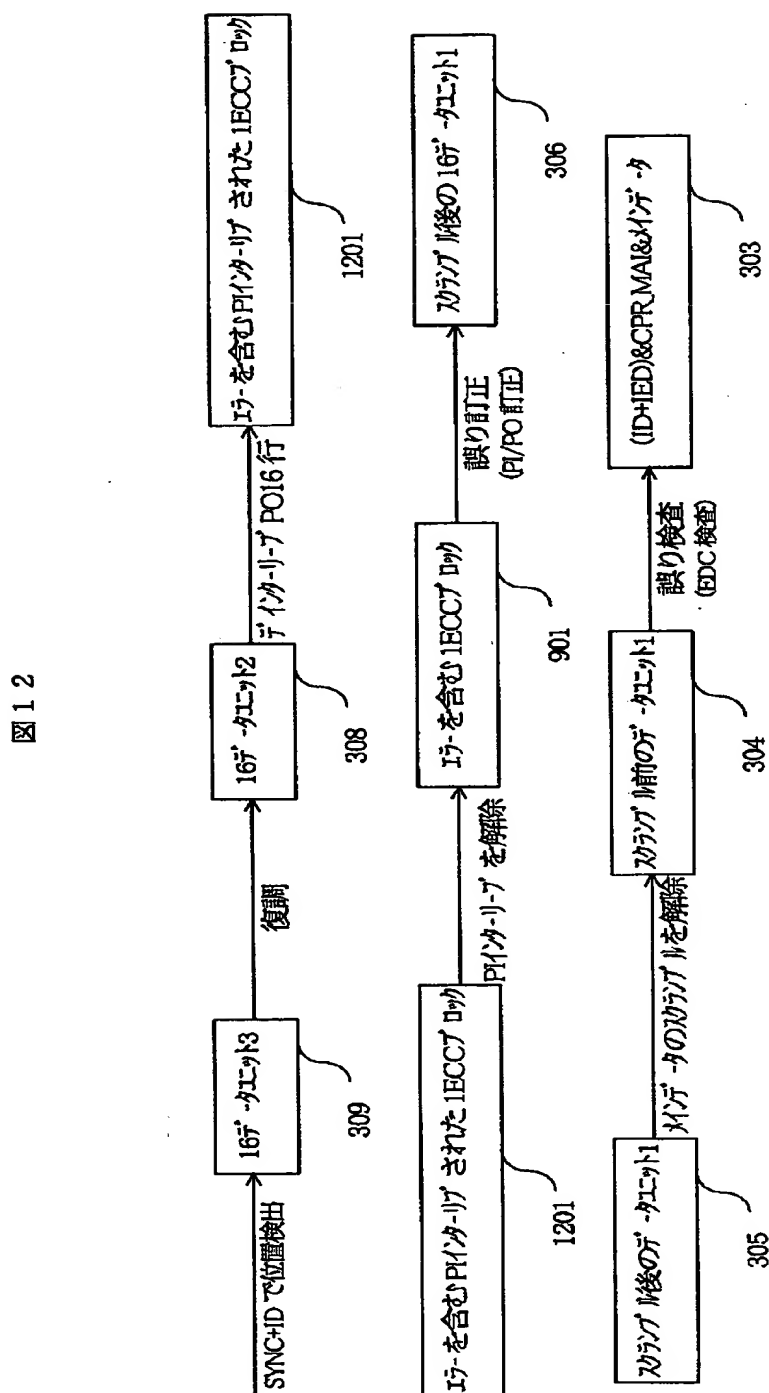 図12
SYNC+IDで位置検出
16データユニット3
309
復調
16データユニット2
308
デインターリーブ PO16行
エラーを含むPIインターリーブされた1ECCブロック
1201
エラーを含むPIインターリーブされた1ECCブロック
1201
PIインターリーブを解除
エラーを含む1ECCブロック
901
誤り訂正
(PI/PO訂正)
スクランブル後の16データユニット1
306
スクランブル後のデータユニット1
305
メインデータのスクランブルを解除
スクランブル前のデータユニット1
304
誤り検査
(EDC検査)
(ID+IED)&CPR_MAI&メインデータ
303